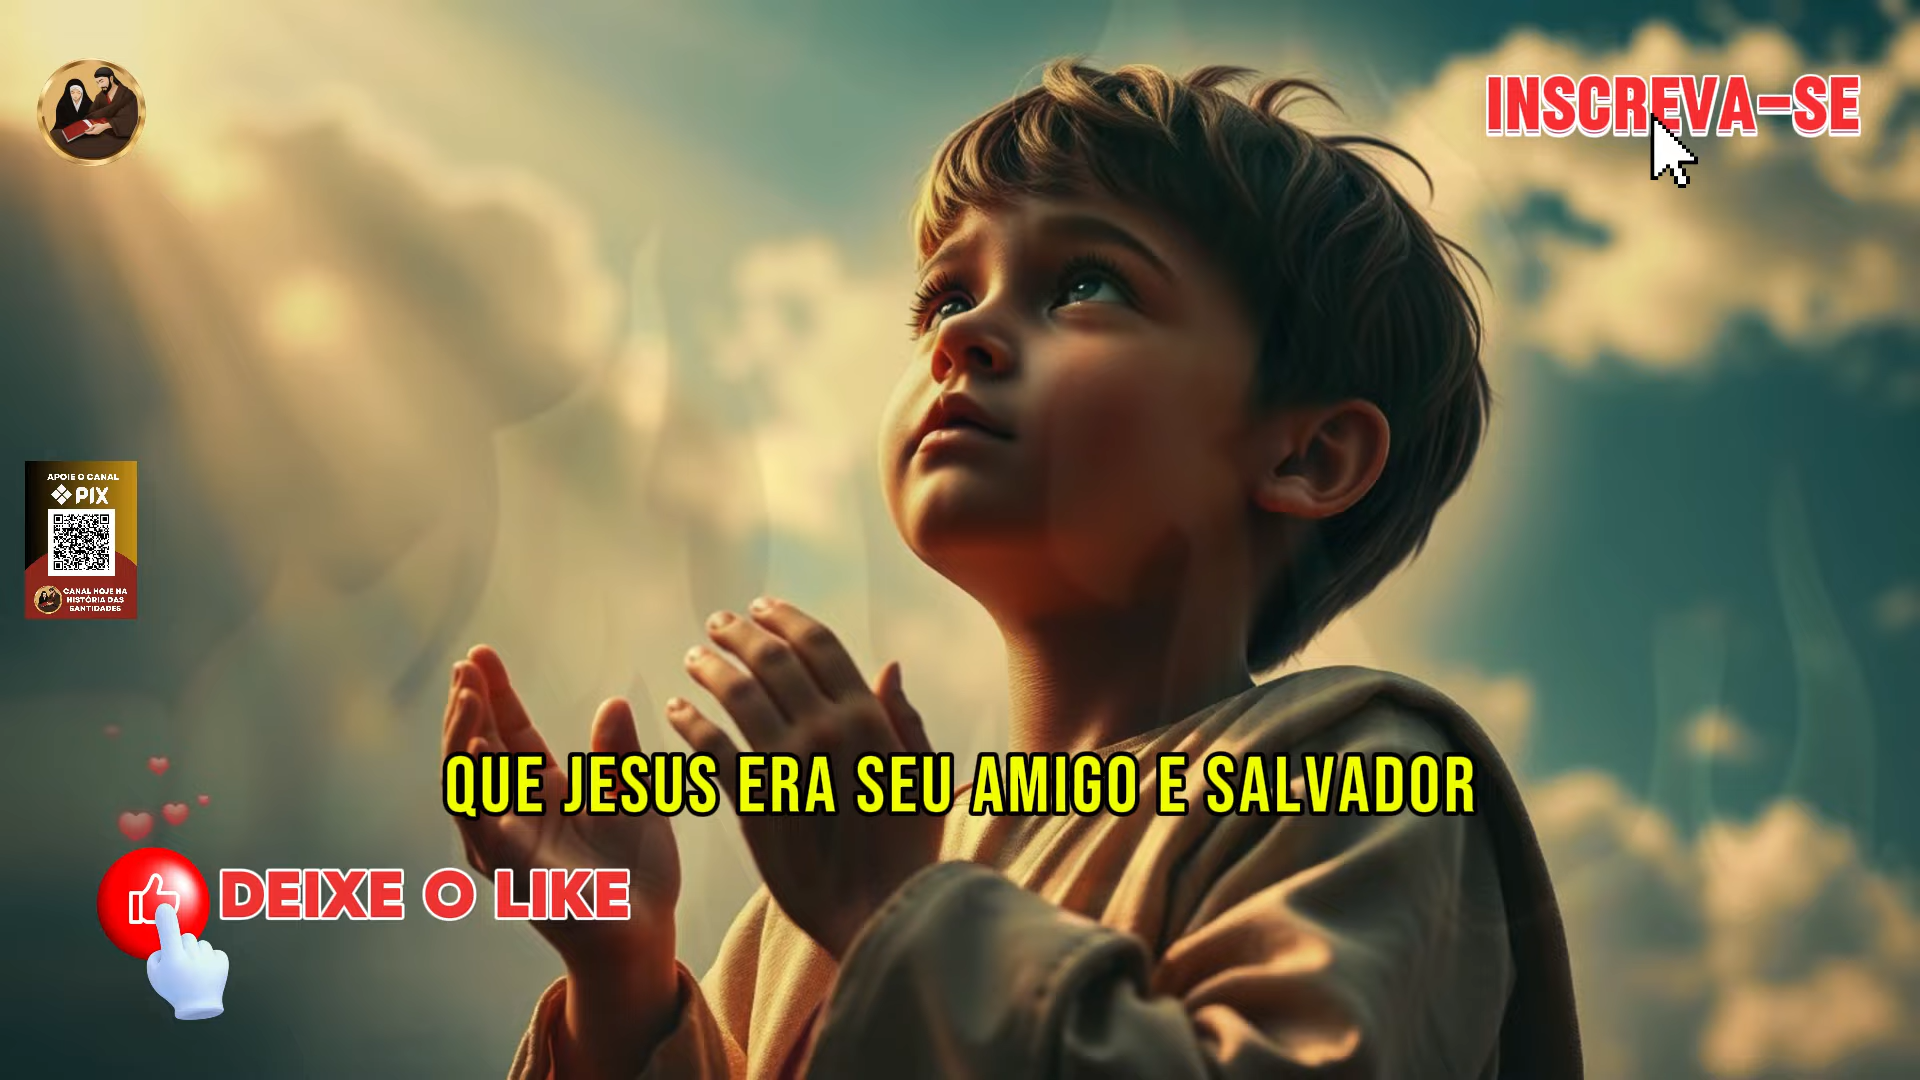 INSCREVA-SE
APOIE O CANAL
PIX
CANAL HOJE NA
HISTÓRIA DAS
SANTIDADES
QUE JESUS ERA SEU AMIGO E SALVADOR
DEIXE O LIKE